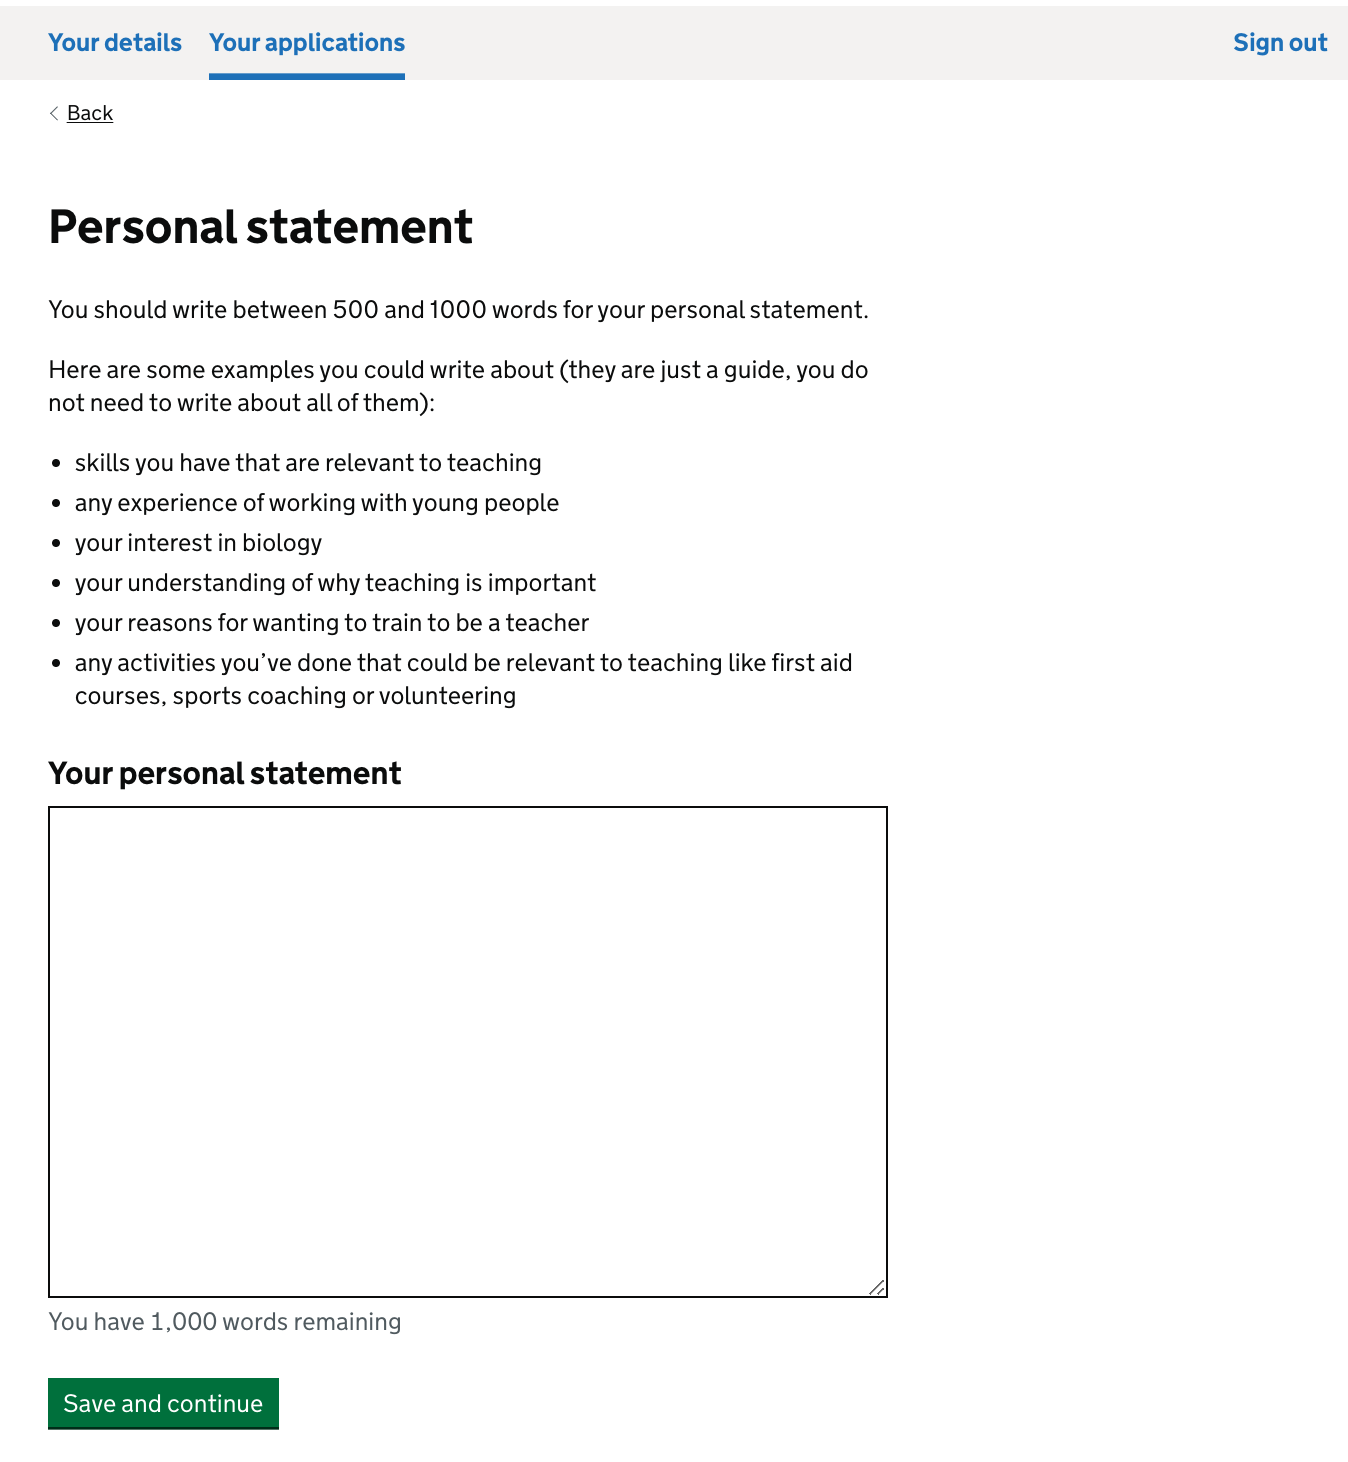 Your details
Your applications
Sign out
Back
Personal statement
You should write between 500 and 1000 words for your personal statement.
Here are some examples you could write about (they are just a guide, you do
not need to write about all of them):
• skills you have that are relevant to teaching
• any experience of working with young people
• your interest in biology
• your understanding of why teaching is important
• your reasons for wanting to train to be a teacher
• any activities you’ve done that could be relevant to teaching like first aid
courses, sports coaching or volunteering
Your personal statement
You have 1,000 words remaining
Save and continue